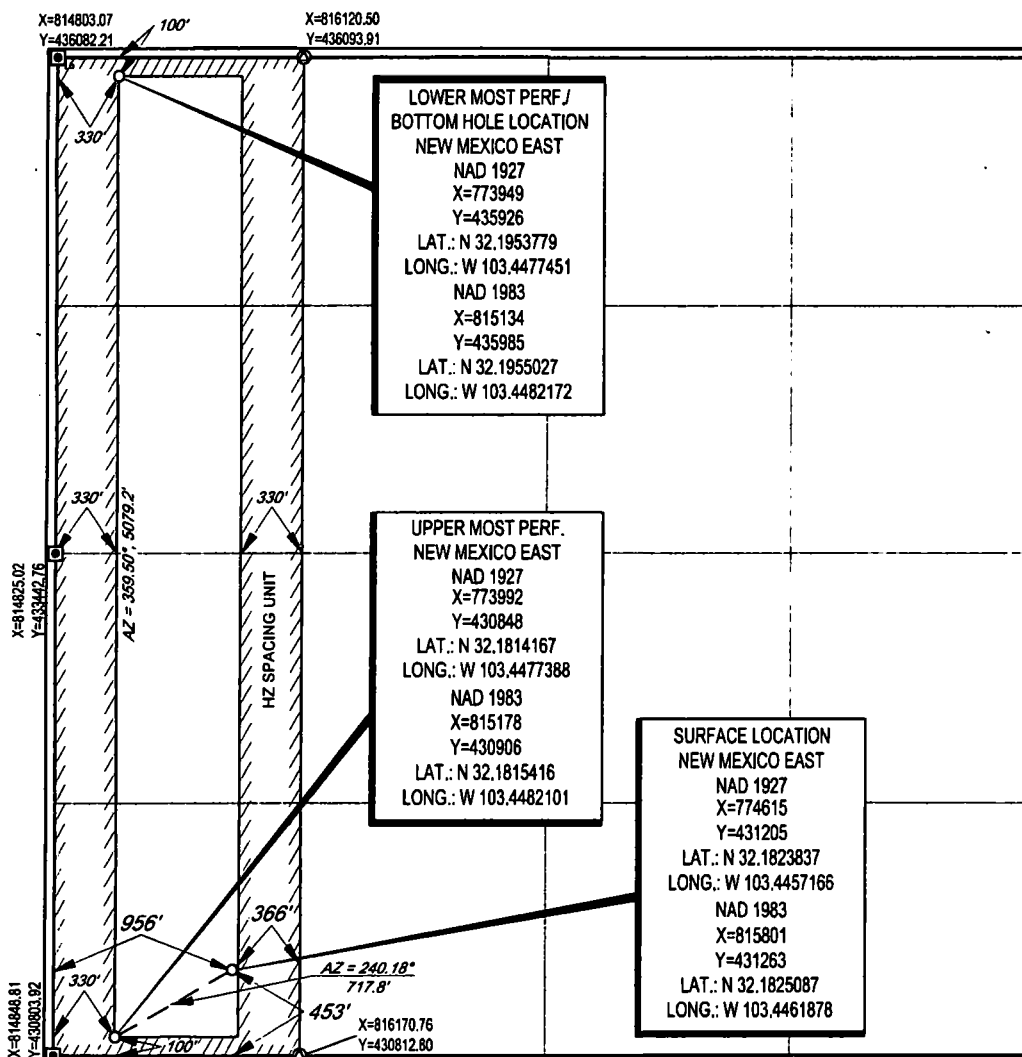 X=814803.07
Y=436082.21
100'
X=816120.50
Y=436093.91
330'
LOWER MOST PERF./
BOTTOM HOLE LOCATION
NEW MEXICO EAST
NAD 1927
X=773949
Y=435926
LAT.: N 32.1953779
LONG.: W 103.4477451
NAD 1983
X=815134
Y=435985
LAT.: N 32.1955027
LONG.: W 103.4482172
330'
330'
AZ = 359.50°, 5079.2'
HZ SPACING UNIT
X=814825.02
Y=433442.76
UPPER MOST PERF.
NEW MEXICO EAST
NAD 1927
X=773992
Y=430848
LAT.: N 32.1814167
LONG.: W 103.4477388
NAD 1983
X=815178
Y=430906
LAT.: N 32.1815416
LONG.: W 103.4482101
SURFACE LOCATION
NEW MEXICO EAST
NAD 1927
X=774615
Y=431205
LAT.: N 32.1823837
LONG.: W 103.4457166
NAD 1983
X=815801
Y=431263
LAT.: N 32.1825087
LONG.: W 103.4461878
956'
366'
AZ = 240.18°
717.8'
330'
453'
100"
X=814848.81
Y=430803.92
X=816170.76
Y=430812.80